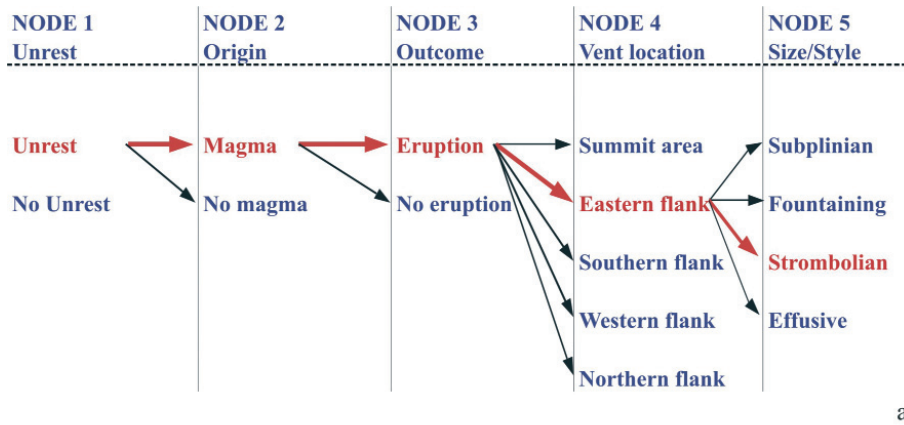 NODE 1 NODE 2 NODE 3 NODE 4 NODE 5
Unrest Origin Outcome Vent location Size/Style
Unrest Magma Eruption Summit area Subplinian
No Unrest No magma No eruption Eastern flank Fountaining
Southern flank Strombolian
Western flank Effusive
Northern flank
a